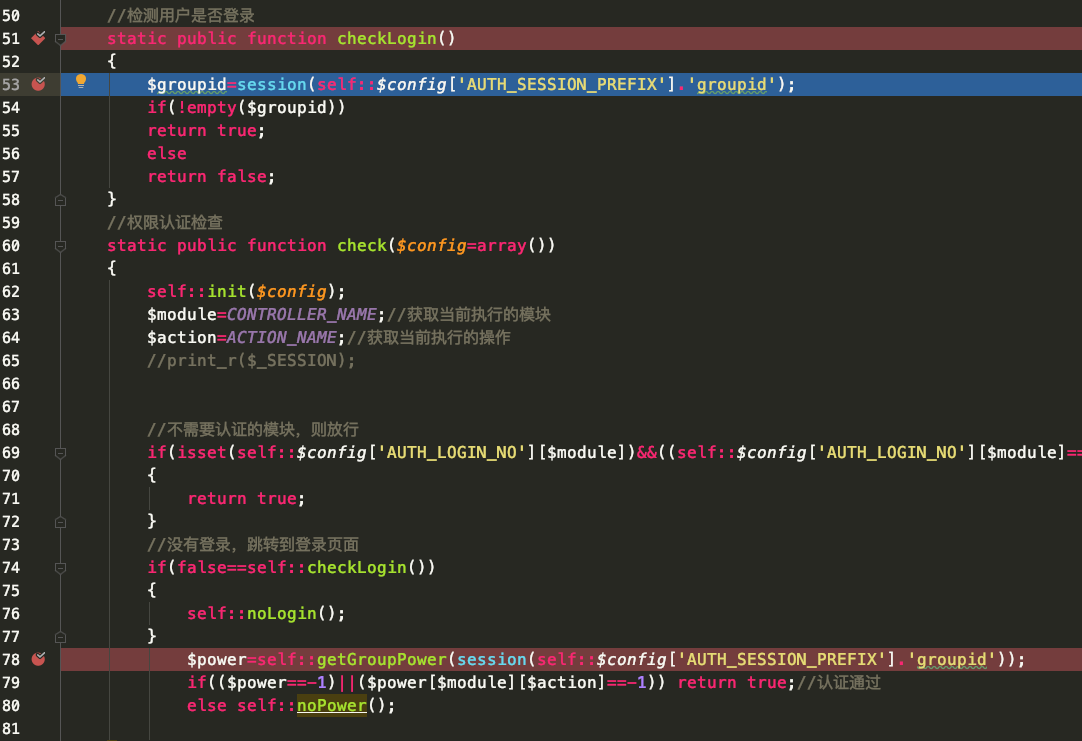 50 //检测用户是否登录
51 static public function checkLogin()
52 {
53 $groupid=session(self::$config['AUTH_SESSION_PREFIX'].'groupid');
54 if(!empty($groupid))
55 return true;
56 else
57 return false;
58 }
59 //权限认证检查
60 static public function check($config=array())
61 {
62 self::init($config);
63 $module=CONTROLLER_NAME;//获取当前执行的模块
64 $action=ACTION_NAME;//获取当前执行的操作
65 //print_r($_SESSION);
66
67
68 //不需要认证的模块，则放行
69 if(isset(self::$config['AUTH_LOGIN_NO'][$module])&&((self::$config['AUTH_LOGIN_NO'][$module]==
70 {
71 return true;
72 }
73 //没有登录，跳转到登录页面
74 if(false==self::checkLogin())
75 {
76 self::noLogin();
77 }
78 $power=self::getGroupPower(session(self::$config['AUTH_SESSION_PREFIX'].'groupid'));
79 if(($power==-1)||($power[$module][$action]==-1)) return true;//认证通过
80 else self::noPower();
81